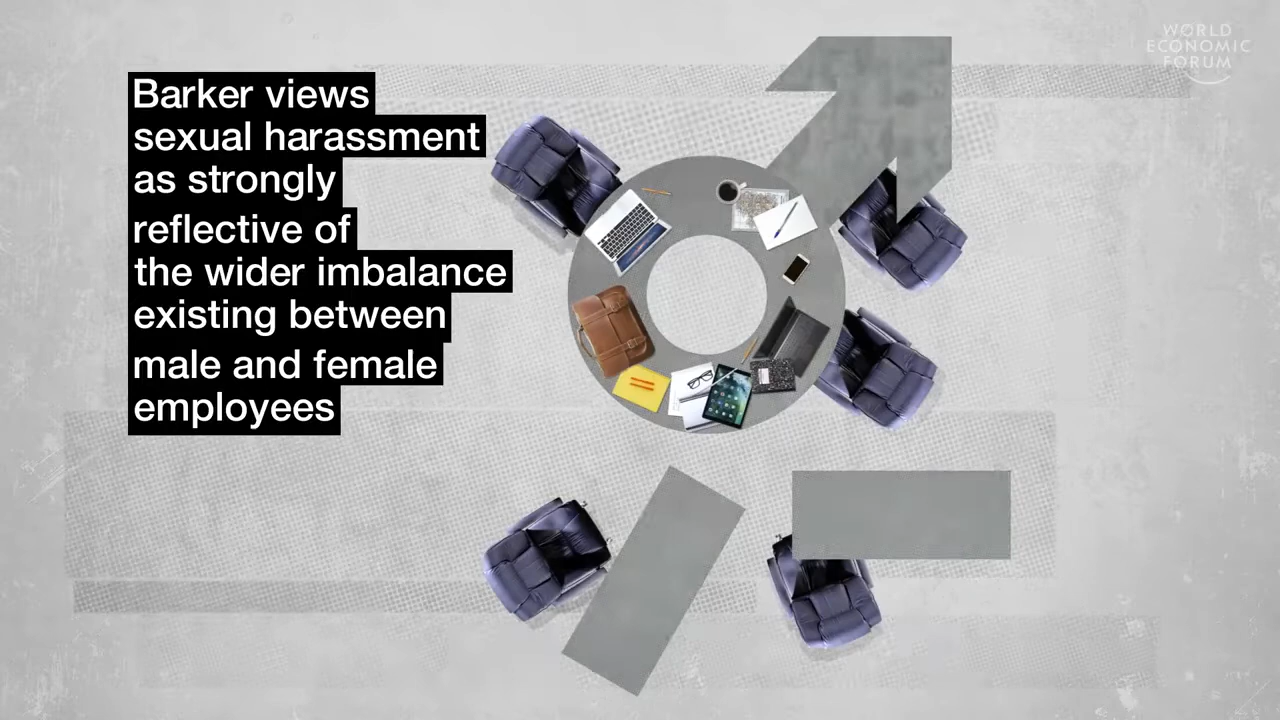 Barker views
sexual harassment
as strongly
reflective of
the wider imbalance
existing between
male and female
employees
WORLD
ECONOMIC
FORUM